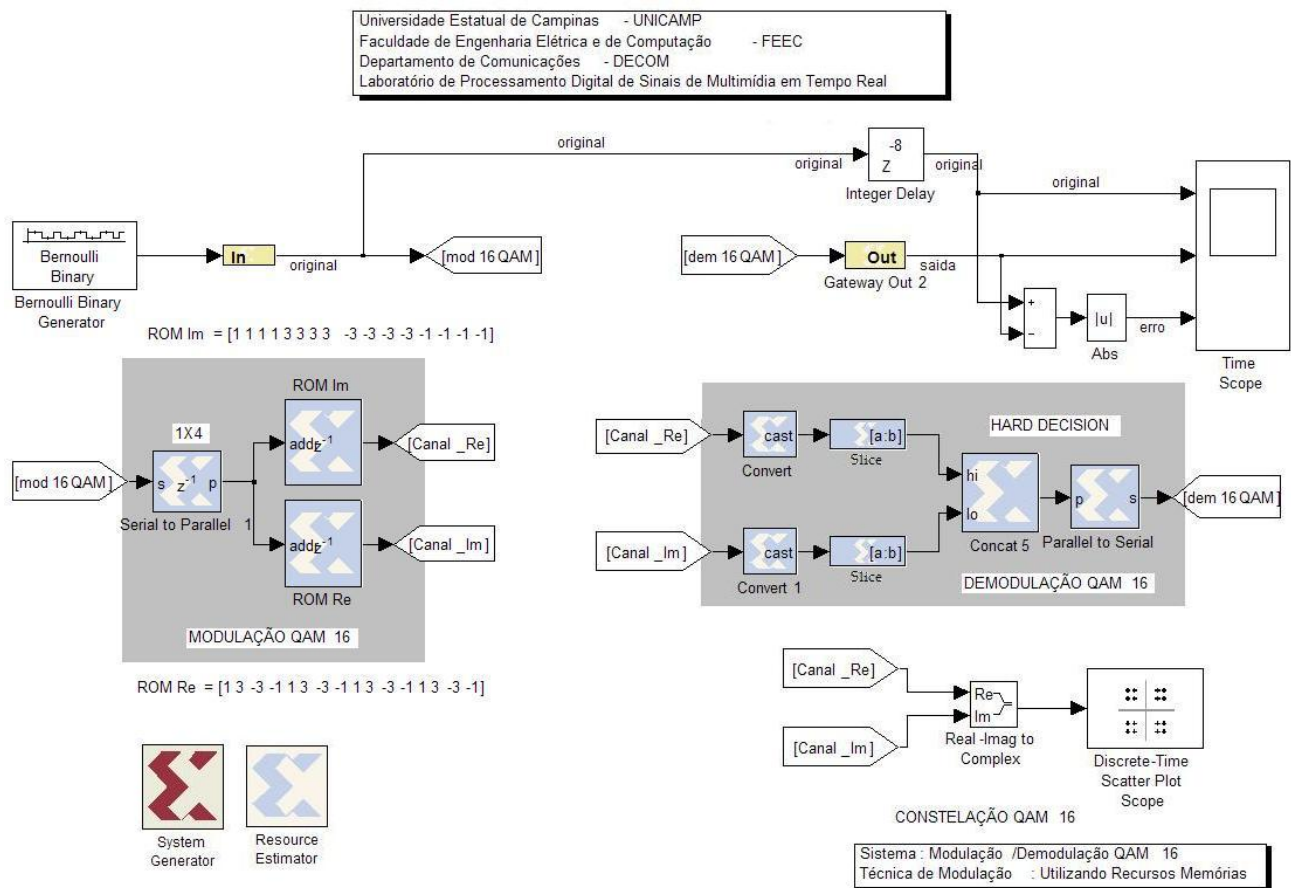 Universidade Estatual de Campinas - UNICAMP
Faculdade de Engenharia Elétrica e de Computação - FEEC
Departamento de Comunicações - DECOM
Laboratório de Processamento Digital de Sinais de Multimídia em Tempo Real
original
original
-8
Z
original
Integer Delay
original
Bernoulli
Binary
Bernoulli Binary
Generator
In
original
[mod 16 QAM]
[dem 16 QAM]
Out
saida
Gateway Out 2
+
−
|u|
Abs
erro
Time
Scope
ROM Im = [1 1 1 1 3 3 3 3 -3 -3 -3 -3 -1 -1 -1 -1]
ROM Im
1X4
addz-1
[Canal _Re]
[mod 16 QAM]
s z-1 p
Serial to Parallel 1
addz-1
[Canal _Im]
ROM Re
MODULAÇÃO QAM 16
ROM Re = [1 3 -3 -1 1 3 -3 -1 1 3 -3 -1 1 3 -3 -1]
HARD DECISION
[Canal _Re]
cast
Convert
[a:b]
Slice
hi
lo
Concat 5
p s
Parallel to Serial
[dem 16 QAM]
[Canal _Im]
cast
Convert 1
[a:b]
Slice
DEMODULAÇÃO QAM 16
[Canal _Re]
Re
Im
[Canal _Im]
Real -Imag to
Complex
Discrete-Time
Scatter Plot
Scope
System
Generator
Resource
Estimator
CONSTELAÇÃO QAM 16
Sistema : Modulação /Demodulação QAM 16
Técnica de Modulação : Utilizando Recursos Memórias